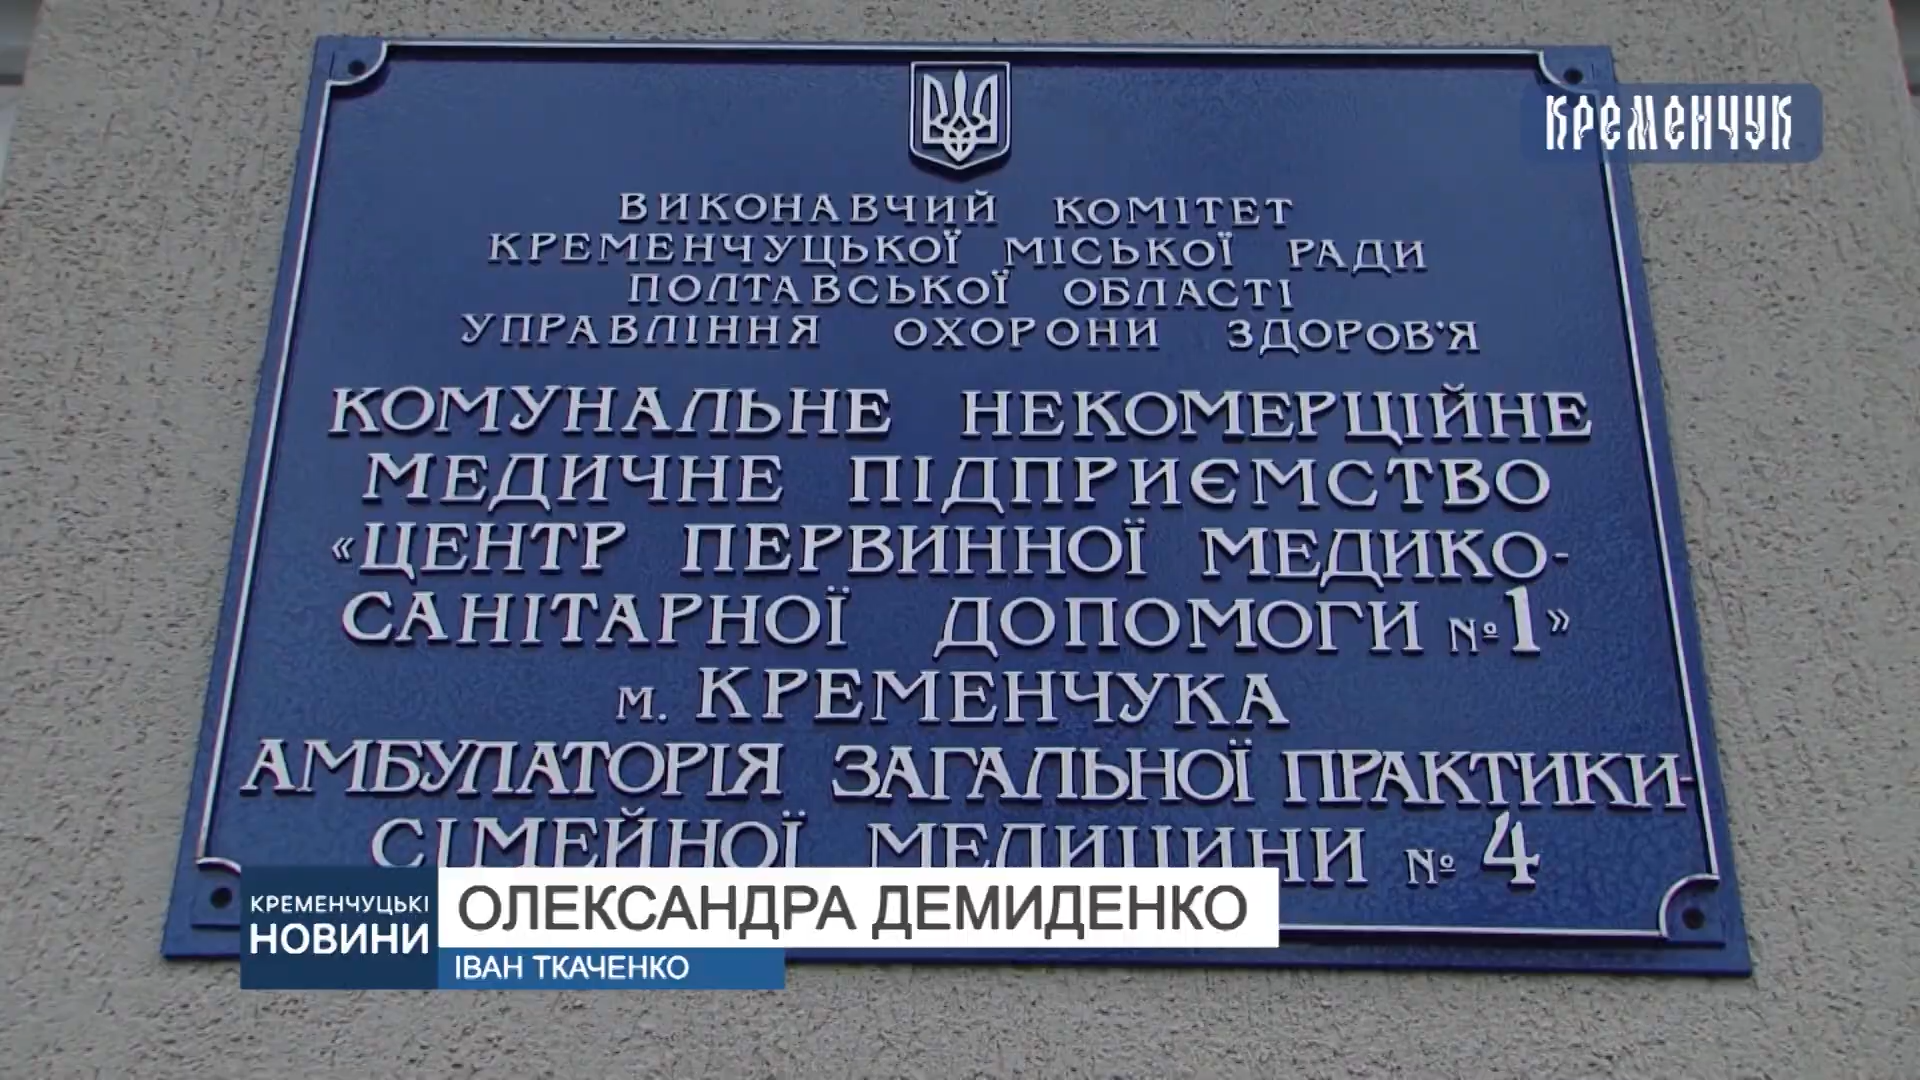 КРЕМЕНЧУК
ВИКОНАВЧИЙ КОМІТЕТ
КРЕМЕНЧУЦЬКОЇ МІСЬКОЇ РАДИ
ПОЛТАВСЬКОЇ ОБЛАСТІ
УПРАВЛІННЯ ОХОРОНИ ЗДОРОВ'Я
КОМУНАЛЬНЕ НЕКОМЕРЦІЙНЕ
МЕДИЧНЕ ПІДПРИЄМСТВО
«ЦЕНТР ПЕРВИННОЇ МЕДИКО-
САНІТАРНОЇ ДОПОМОГИ №1»
м. КРЕМЕНЧУКА
АМБУЛАТОРІЯ ЗАГАЛЬНОЇ ПРАКТИКИ-
СІМЕЙНОЇ МЕДИЦИНИ № 4
КРЕМЕНЧУЦЬКІ
НОВИНИ
ОЛЕКСАНДРА ДЕМИДЕНКО
ІВАН ТКАЧЕНКО